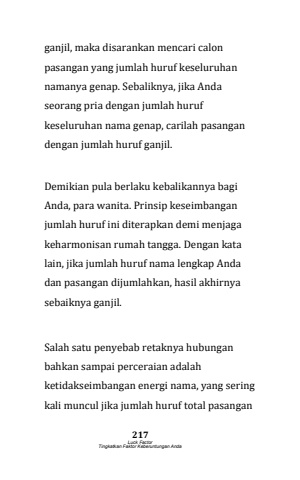 ganjil, maka disarankan mencari calon
pasangan yang jumlah huruf keseluruhan
namanya genap. Sebaliknya, jika Anda
seorang pria dengan jumlah huruf
keseluruhan nama genap, carilah pasangan
dengan jumlah huruf ganjil.
Demikian pula berlaku kebalikannya bagi
Anda, para wanita. Prinsip keseimbangan
jumlah huruf ini diterapkan demi menjaga
keharmonisan rumah tangga. Dengan kata
lain, jika jumlah huruf nama lengkap Anda
dan pasangan dijumlahkan, hasil akhirnya
sebaiknya ganjil.
Salah satu penyebab retaknya hubungan
bahkan sampai perceraian adalah
ketidakseimbangan energi nama, yang sering
kali muncul jika jumlah huruf total pasangan
217
Luck Factor
Tingkatkan Faktor Keberuntungan Anda